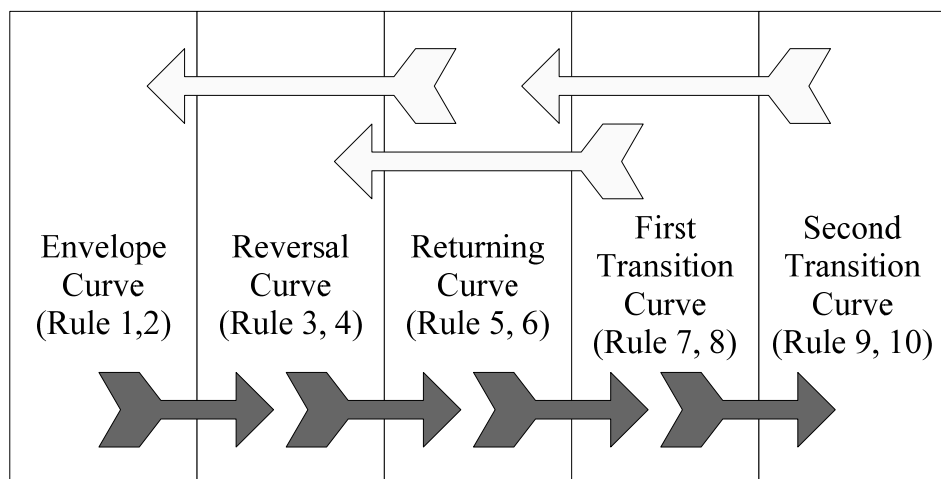 Envelope
Curve
(Rule 1,2)
Reversal
Curve
(Rule 3, 4)
Returning
Curve
(Rule 5, 6)
First
Transition
Curve
(Rule 7, 8)
Second
Transition
Curve
(Rule 9, 10)